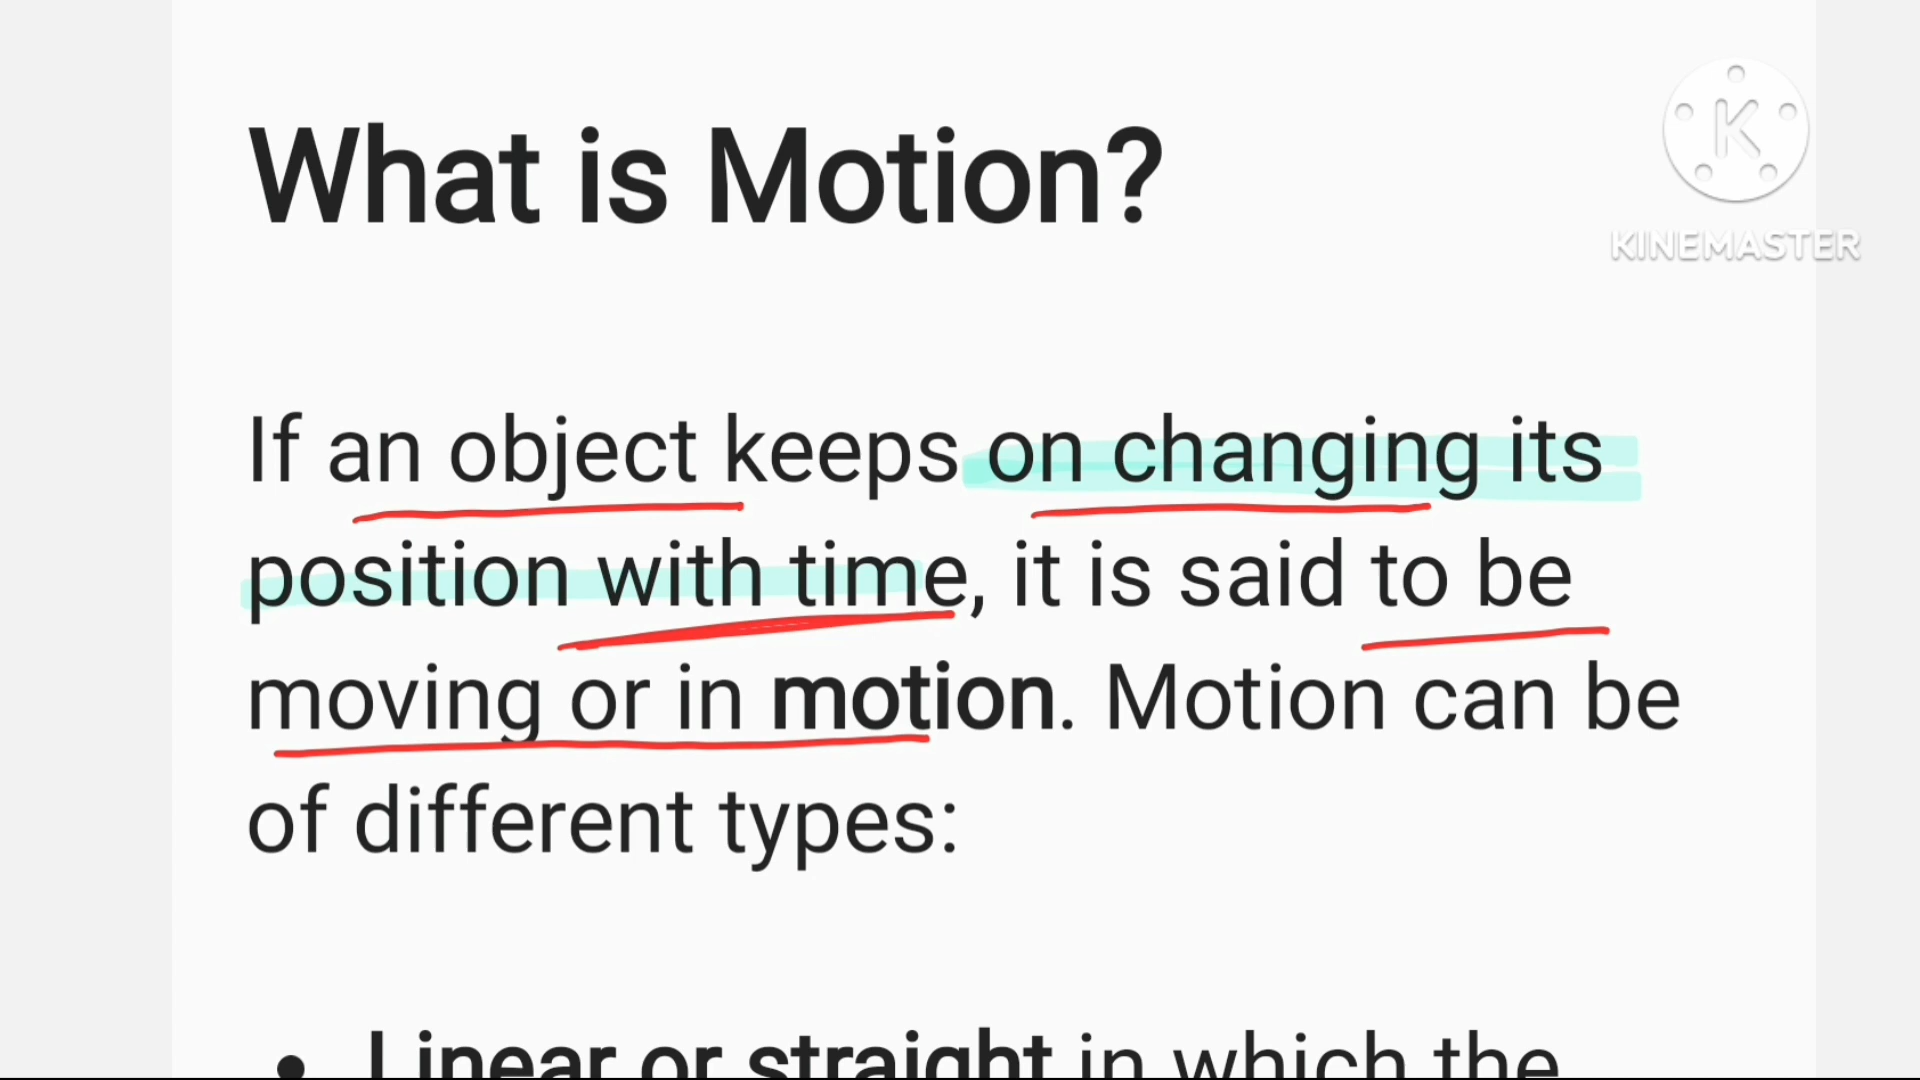 What is Motion?
K
KINEMASTER
If an object keeps on changing its
position with time, it is said to be
moving or in motion. Motion can be
of different types:
• Linear or straight in which the